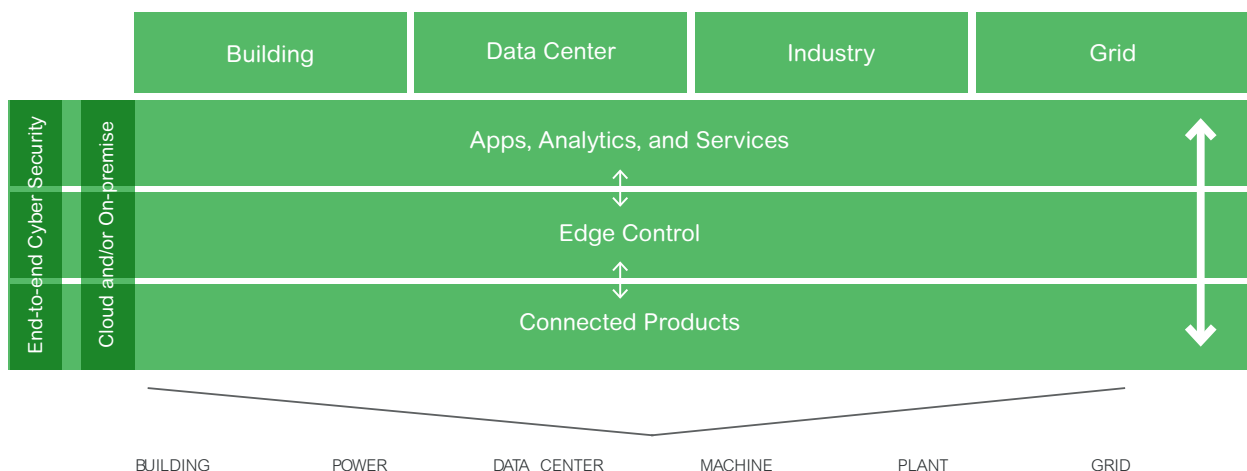 Building
Data Center
Industry
Grid
End-to-end Cyber Security
Cloud and/or On-premise
Apps, Analytics, and Services
Edge Control
Connected Products
BUILDING
POWER
DATA CENTER
MACHINE
PLANT
GRID